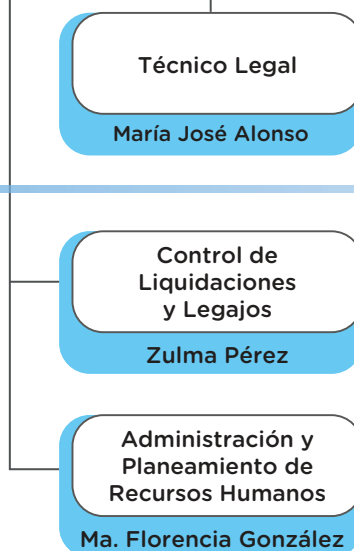 Técnico Legal
María José Alonso
Control de
Liquidaciones
y Legajos
Zulma Pérez
Administración y
Planeamiento de
Recursos Humanos
Ma. Florencia González